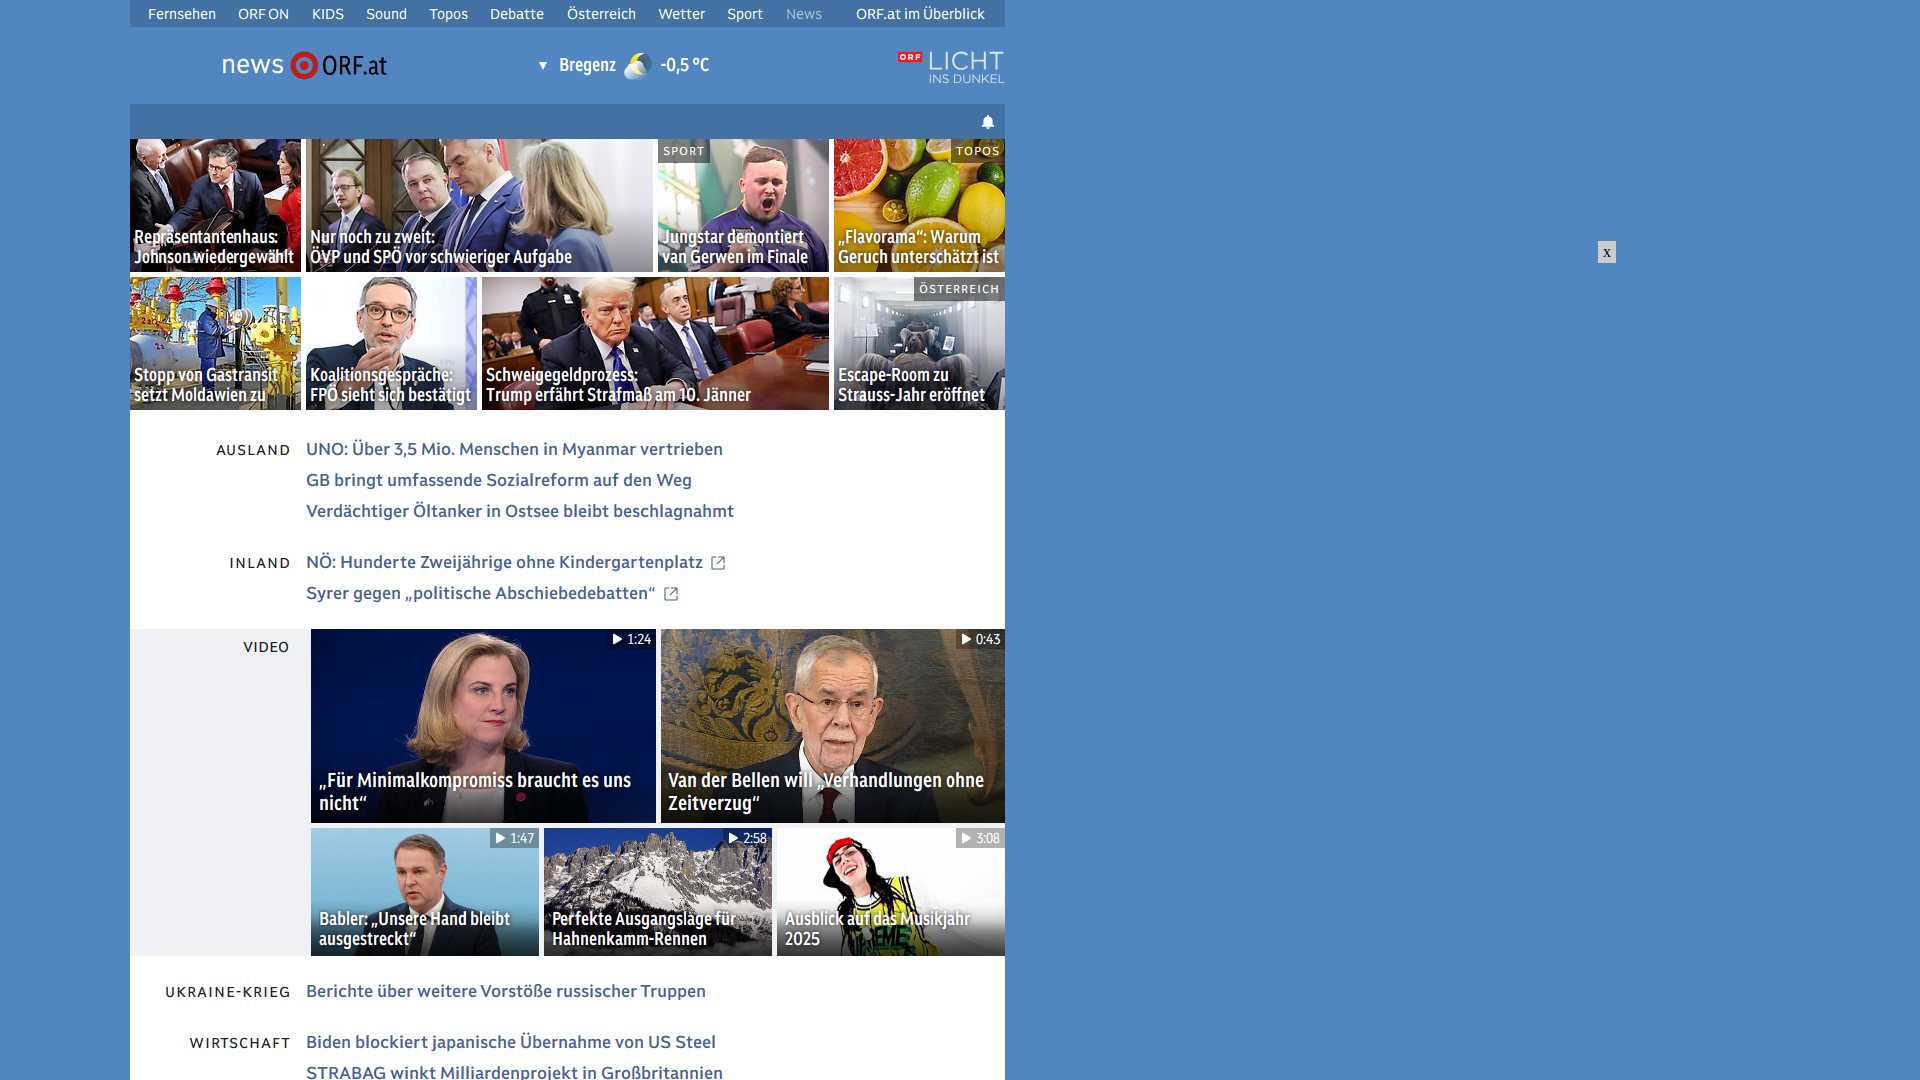 Fernsehen ORF ON KIDS Sound Topos Debatte Österreich Wetter Sport News ORF.at im Überblick
news ORF.at
▼ Bregenz -0,5 °C
ORF LICHT
INS DUNKEL
x
Repräsentantenhaus:
Johnson wiedergewählt
Nur noch zu zweit:
ÖVP und SPÖ vor schwieriger Aufgabe
SPORT
Jungstar demontiert
van Gerwen im Finale
TOPOS
„Flavorama“: Warum
Geruch unterschätzt ist
Stopp von Gastransit
setzt Moldawien zu
Koalitionsgespräche:
FPÖ sieht sich bestätigt
Schweigegeldprozess:
Trump erfährt Strafmaß am 10. Jänner
ÖSTERREICH
Escape-Room zu
Strauss-Jahr eröffnet
AUSLAND
UNO: Über 3,5 Mio. Menschen in Myanmar vertrieben
GB bringt umfassende Sozialreform auf den Weg
Verdächtiger Öltanker in Ostsee bleibt beschlagnahmt
INLAND
NÖ: Hunderte Zweijährige ohne Kindergartenplatz
Syrer gegen „politische Abschiebedebatten“
VIDEO
1:24
„Für Minimalkompromiss braucht es uns
nicht“
0:43
Van der Bellen will „Verhandlungen ohne
Zeitverzug“
1:47
Babler: „Unsere Hand bleibt
ausgestreckt“
2:58
Perfekte Ausgangslage für
Hahnenkamm-Rennen
3:08
Ausblick auf das Musikjahr
2025
UKRAINE-KRIEG
Berichte über weitere Vorstöße russischer Truppen
WIRTSCHAFT
Biden blockiert japanische Übernahme von US Steel
STRABAG winkt Milliardenprojekt in Großbritannien